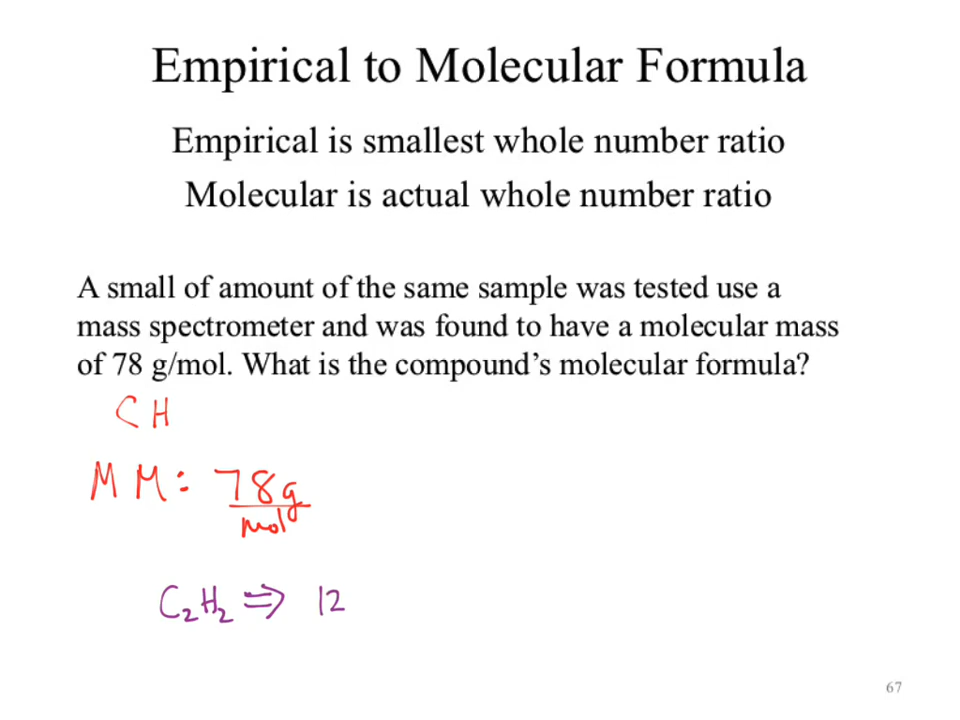 Empirical to Molecular Formula
Empirical is smallest whole number ratio
Molecular is actual whole number ratio
A small of amount of the same sample was tested use a
mass spectrometer and was found to have a molecular mass
of 78 g/mol. What is the compound’s molecular formula?
CH
MM: 78g/mol
C₂H₂ ⇒ 12
67